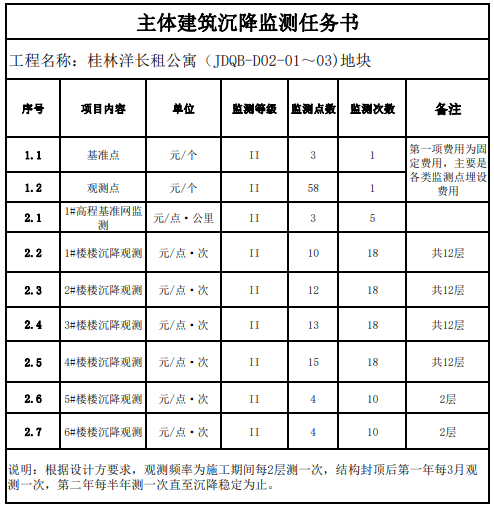 主体建筑沉降监测任务书
工程名称：桂林洋长租公寓（JDQB-D02-01～03)地块
序号 项目内容 单位 监测等级 监测点数 监测次数 备注
1.1 基准点 元/个 II 3 1 第一项费用为固
定费用，主要是
各类监测点埋设
费用
1.2 观测点 元/个 II 58 1
2.1 1#高程基准网监
测 元/点·公里 II 3 5
2.2 1#楼楼沉降观测 元/点·次 II 10 18 共12层
2.3 2#楼楼沉降观测 元/点·次 II 12 18 共12层
2.4 3#楼楼沉降观测 元/点·次 II 13 18 共12层
2.5 4#楼楼沉降观测 元/点·次 II 15 18 共12层
2.6 5#楼楼沉降观测 元/点·次 II 4 10 2层
2.7 6#楼楼沉降观测 元/点·次 II 4 10 2层
说明：根据设计方要求，观测频率为施工期间每2层测一次，结构封顶后第一年每3月观
测一次，第二年每半年测一次直至沉降稳定为止。